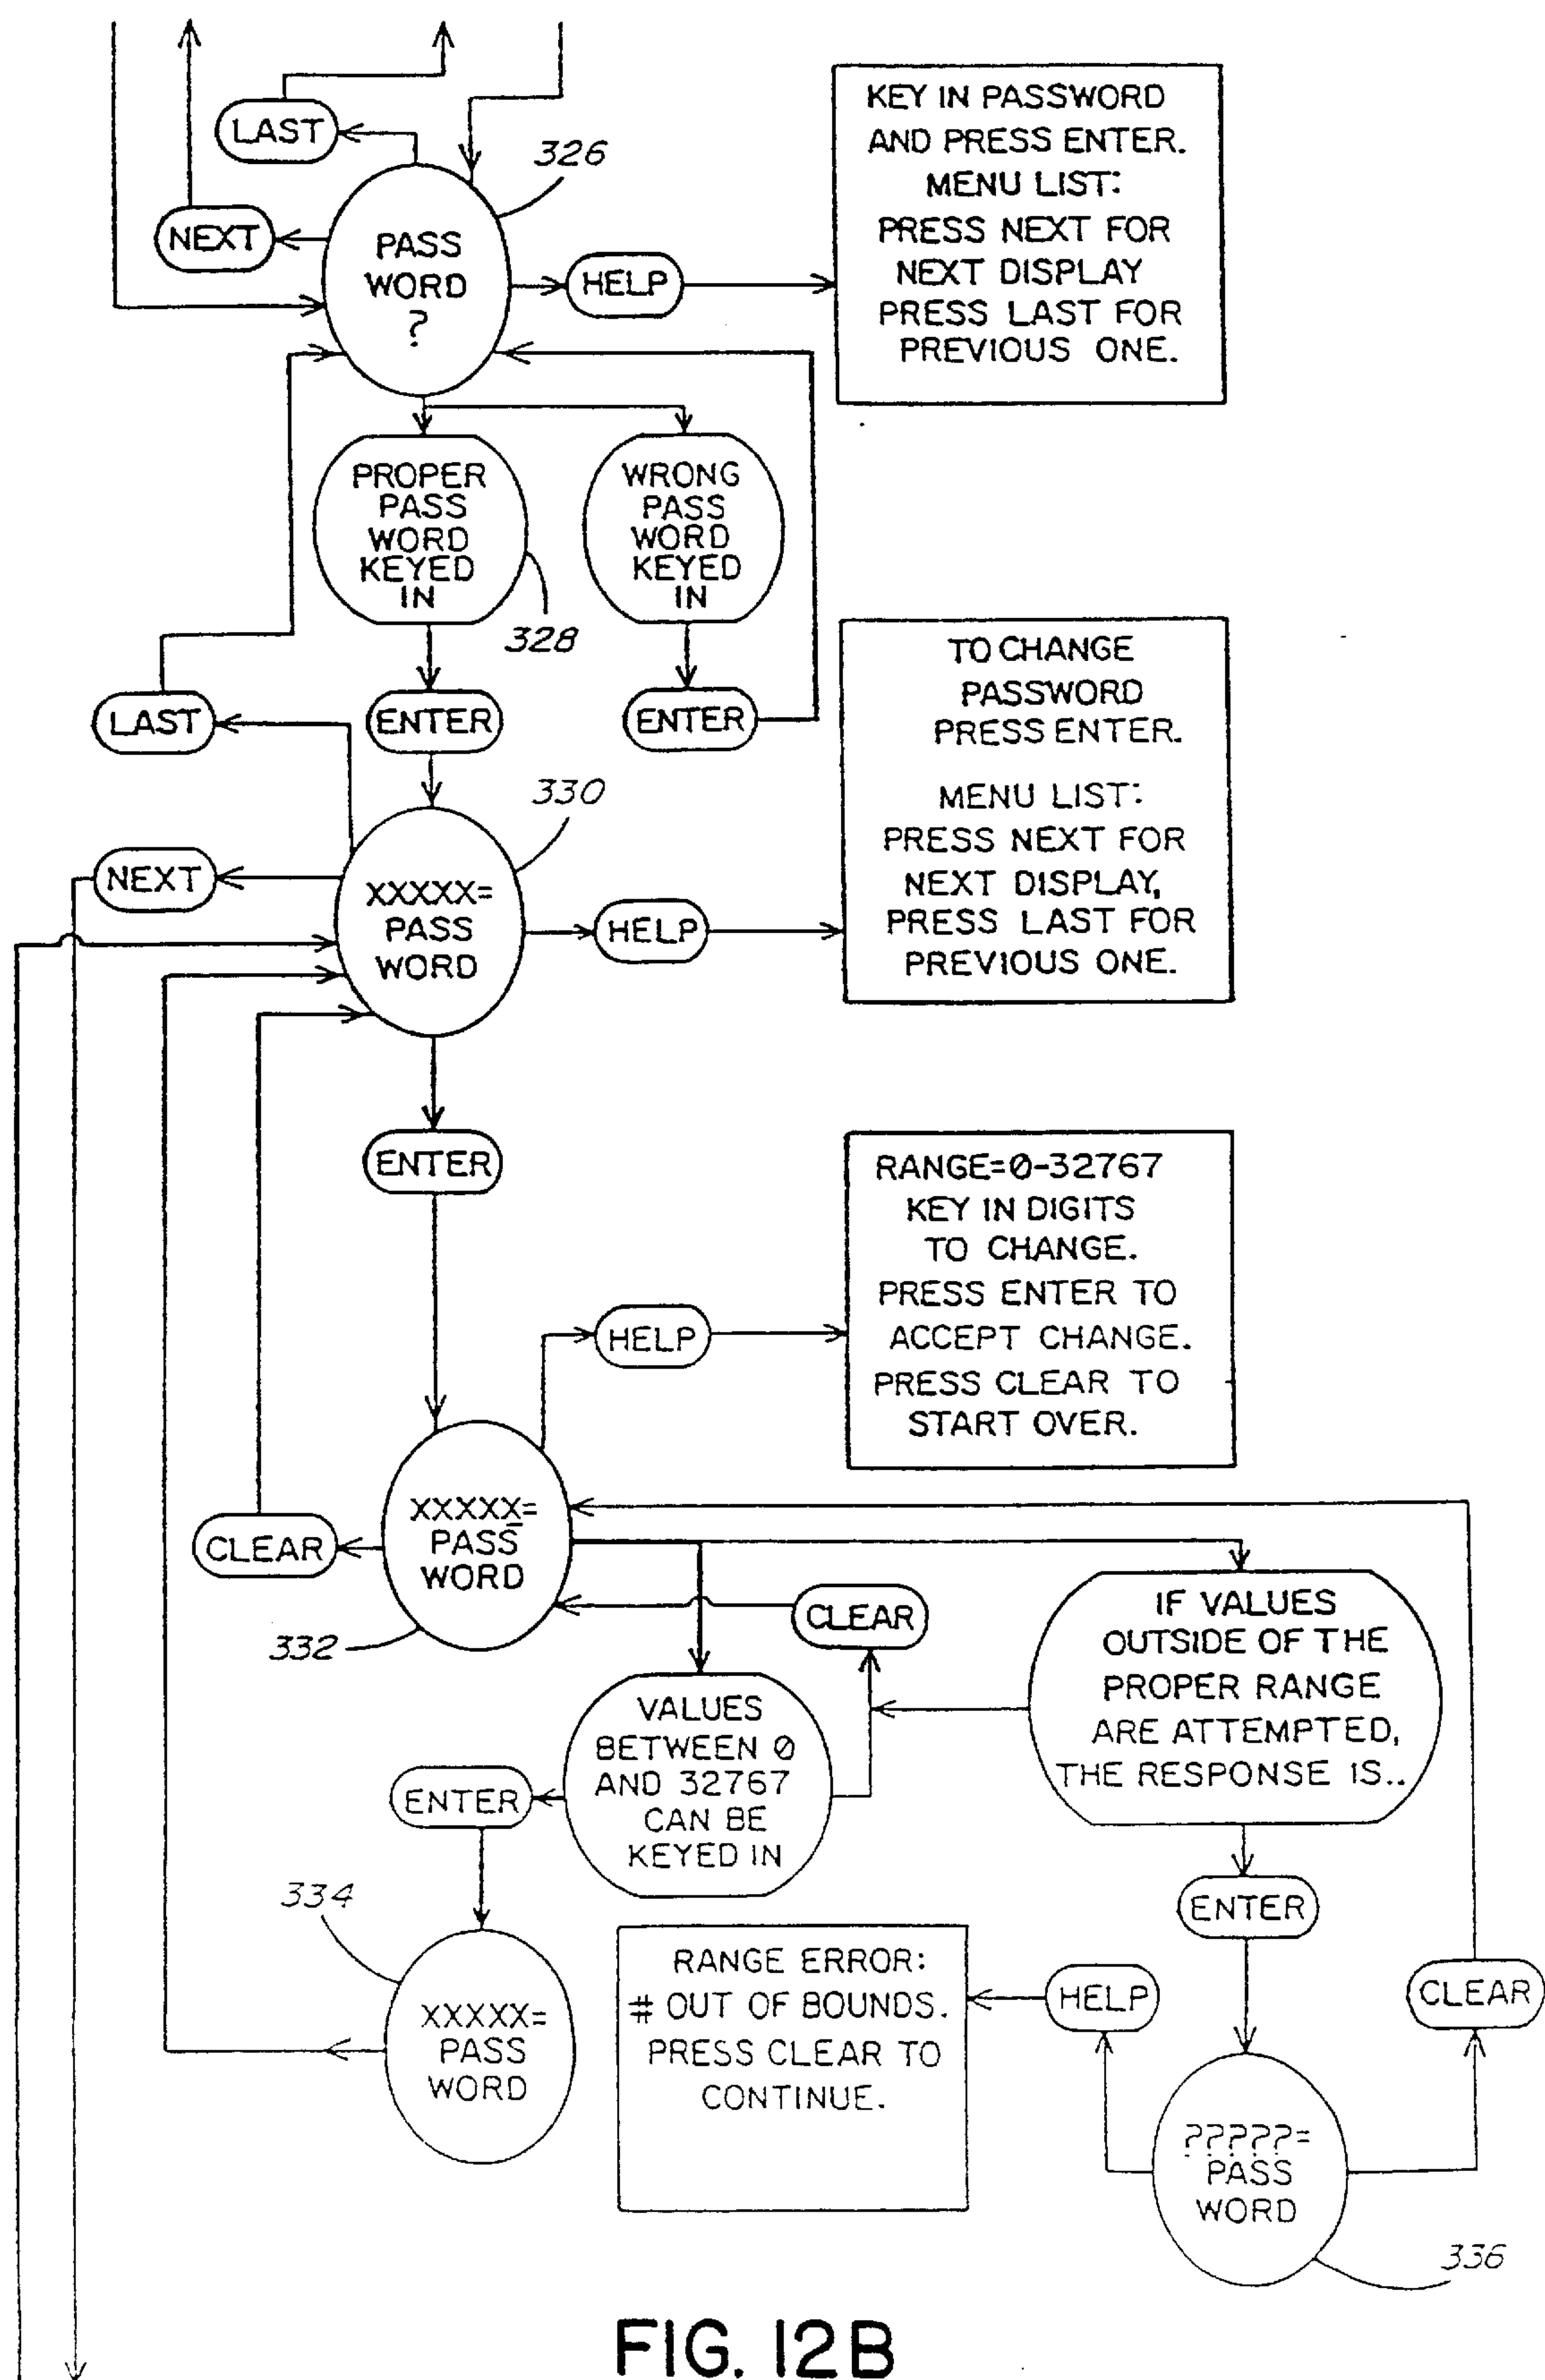 LAST
326
NEXT
PASS
WORD
?
HELP
KEY IN PASSWORD
AND PRESS ENTER.
MENU LIST:
PRESS NEXT FOR
NEXT DISPLAY
PRESS LAST FOR
PREVIOUS ONE.
PROPER
PASS
WORD
KEYED
IN
328
WRONG
PASS
WORD
KEYED
IN
LAST
ENTER
ENTER
TO CHANGE
PASSWORD
PRESS ENTER.
MENU LIST:
PRESS NEXT FOR
NEXT DISPLAY,
PRESS LAST FOR
PREVIOUS ONE.
330
NEXT
XXXXX=
PASS
WORD
HELP
ENTER
RANGE=0-32767
KEY IN DIGITS
TO CHANGE.
PRESS ENTER TO
ACCEPT CHANGE.
PRESS CLEAR TO
START OVER.
HELP
CLEAR
XXXXX=
PASS
WORD
332
CLEAR
IF VALUES
OUTSIDE OF THE
PROPER RANGE
ARE ATTEMPTED,
THE RESPONSE IS..
VALUES
BETWEEN 0
AND 32767
CAN BE
KEYED IN
ENTER
334
ENTER
XXXXX=
PASS
WORD
RANGE ERROR:
# OUT OF BOUNDS.
PRESS CLEAR TO
CONTINUE.
HELP
CLEAR
?????=
PASS
WORD
336
FIG. 12B